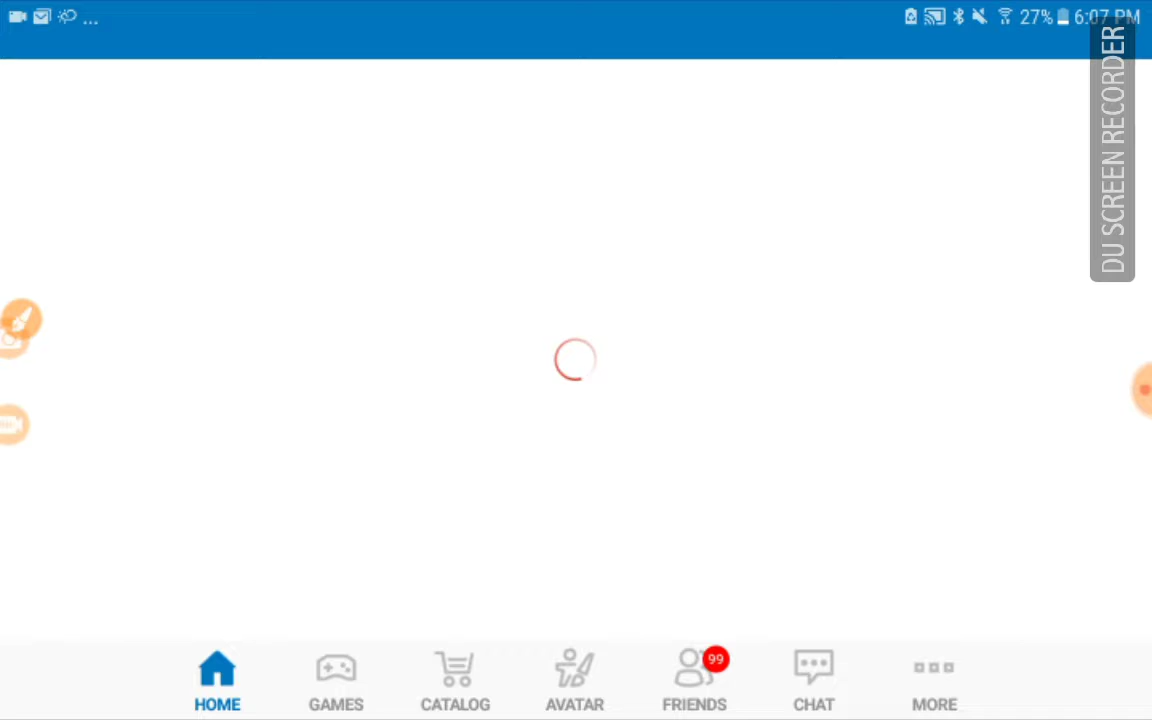 ... 27% 6:07 PM
DU SCREEN RECORDER
99
HOME GAMES CATALOG AVATAR FRIENDS CHAT MORE